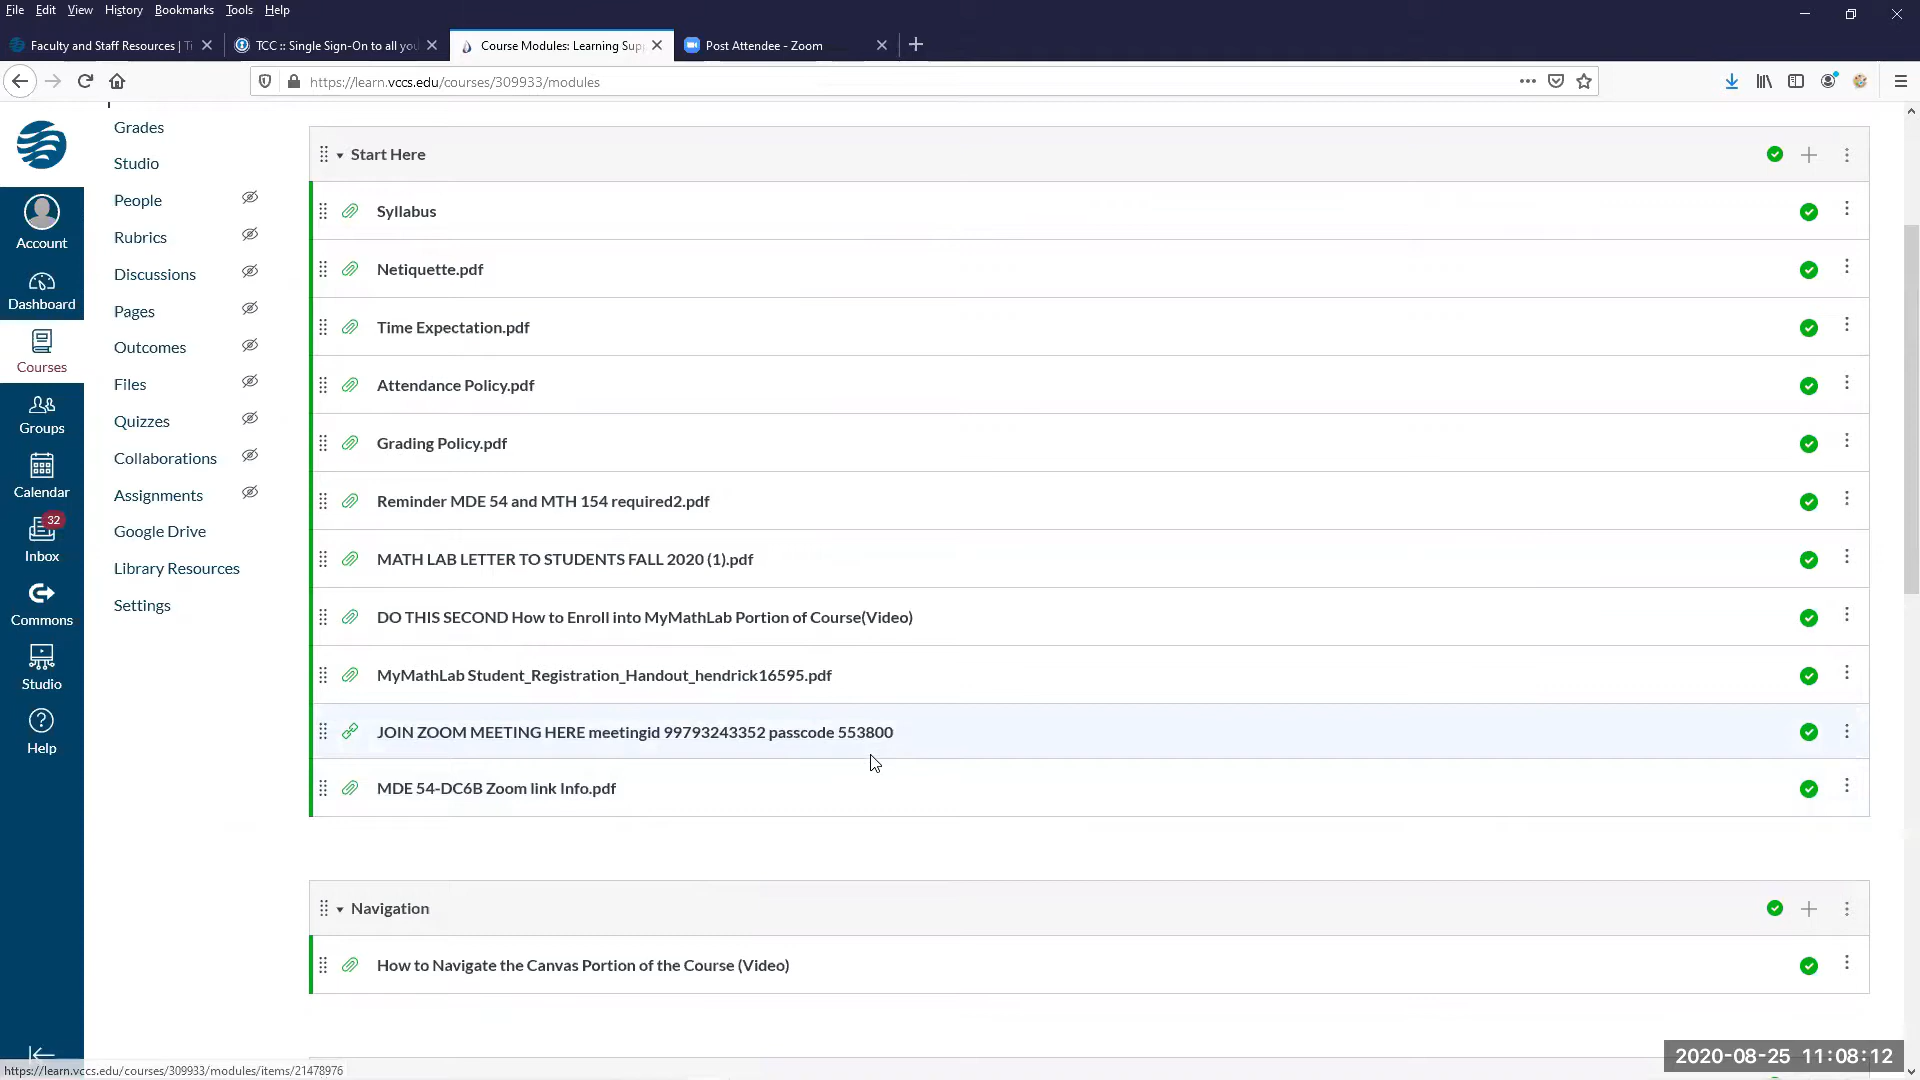 File Edit View History Bookmarks Tools Help
Faculty and Staff Resources | Ti
TCC :: Single Sign-On to all you
Course Modules: Learning Supp
Post Attendee - Zoom
https://learn.vccs.edu/courses/309933/modules
Account
Dashboard
Courses
Groups
Calendar
32
Inbox
Commons
Studio
Help
Grades
Studio
People
Rubrics
Discussions
Pages
Outcomes
Files
Quizzes
Collaborations
Assignments
Google Drive
Library Resources
Settings
Start Here
Syllabus
Netiquette.pdf
Time Expectation.pdf
Attendance Policy.pdf
Grading Policy.pdf
Reminder MDE 54 and MTH 154 required2.pdf
MATH LAB LETTER TO STUDENTS FALL 2020 (1).pdf
DO THIS SECOND How to Enroll into MyMathLab Portion of Course(Video)
MyMathLab Student_Registration_Handout_hendrick16595.pdf
JOIN ZOOM MEETING HERE meetingid 99793243352 passcode 553800
MDE 54-DC6B Zoom link Info.pdf
Navigation
How to Navigate the Canvas Portion of the Course (Video)
https://learn.vccs.edu/courses/309933/modules/items/21478976
2020-08-25 11:08:12